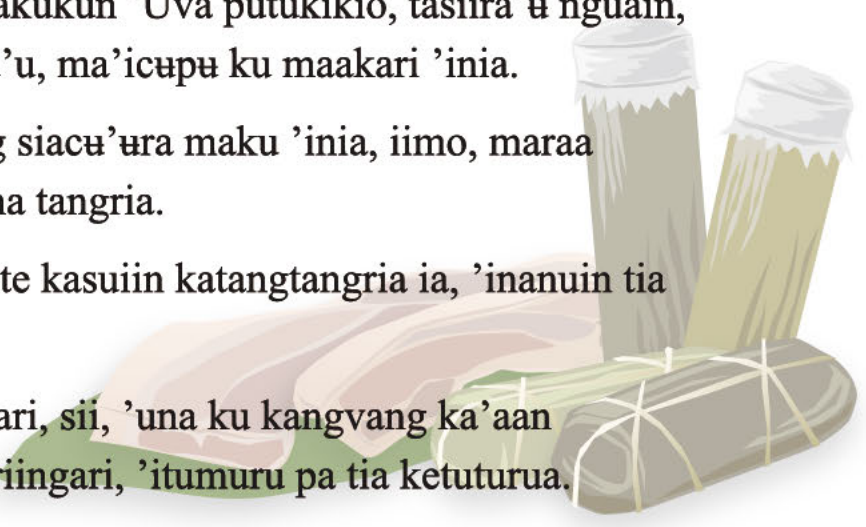 akukun ’Uva putukikio, tasiira ʉ nguain,
’u, ma’icʉpʉ ku maakari ’inia.
siacʉ’ʉra maku ’inia, iimo, maraa
tangria.
te kasuiin katangtangria ia, ’inanuin tia
ari, sii, ’una ku kangvang ka’aan
riingari, ’itumuru pa tia ketuturua.